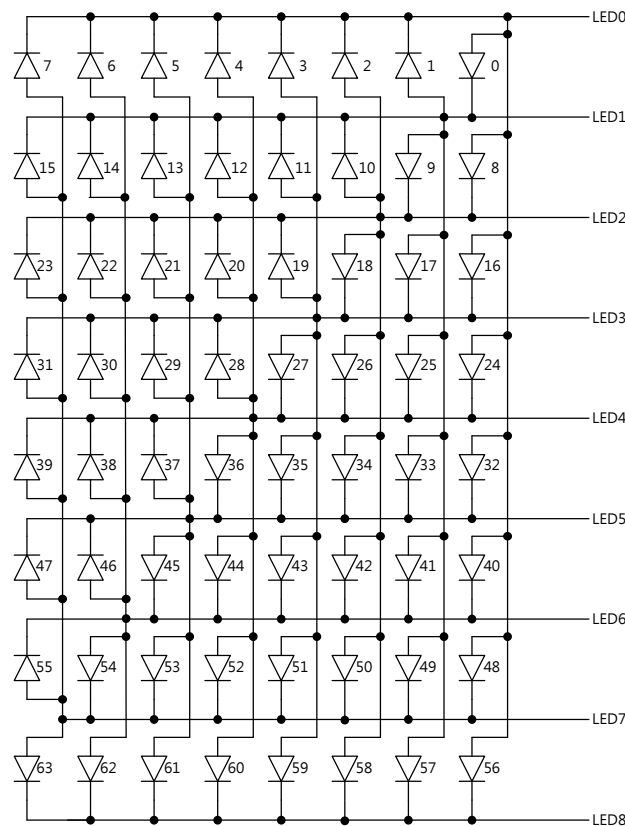 LED0
7 6 5 4 3 2 1 0
LED1
15 14 13 12 11 10 9 8
LED2
23 22 21 20 19 18 17 16
LED3
31 30 29 28 27 26 25 24
LED4
39 38 37 36 35 34 33 32
LED5
47 46 45 44 43 42 41 40
LED6
55 54 53 52 51 50 49 48
LED7
63 62 61 60 59 58 57 56
LED8